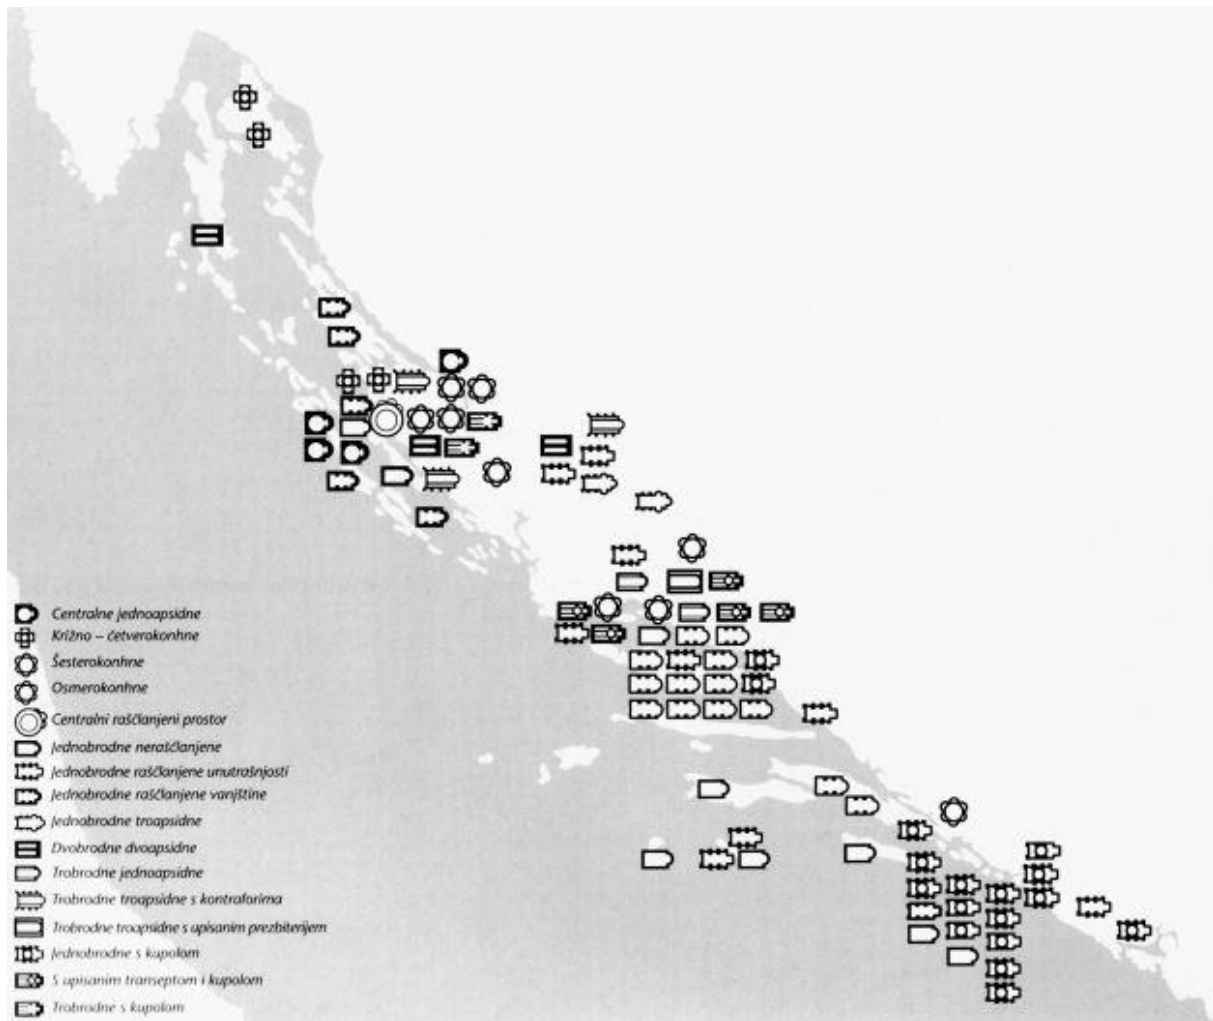 Centralne jednoapsidne
Križno – četverokonhne
Šesterokonhne
Osmerokonhne
Centralni raščlanjeni prostor
Jednobrodne neraščlanjene
Jednobrodne raščlanjene unutrašnjosti
Jednobrodne raščlanjene vanjštine
Jednobrodne troapsidne
Dvobrodne dvoapsidne
Trobrodne jednoapsidne
Trobrodne troapsidne s kontraforima
Trobrodne troapsidne s upisanim prezbiterijem
Jednobrodne s kupolom
S upisanim transeptom i kupolom
Trobrodne s kupolom